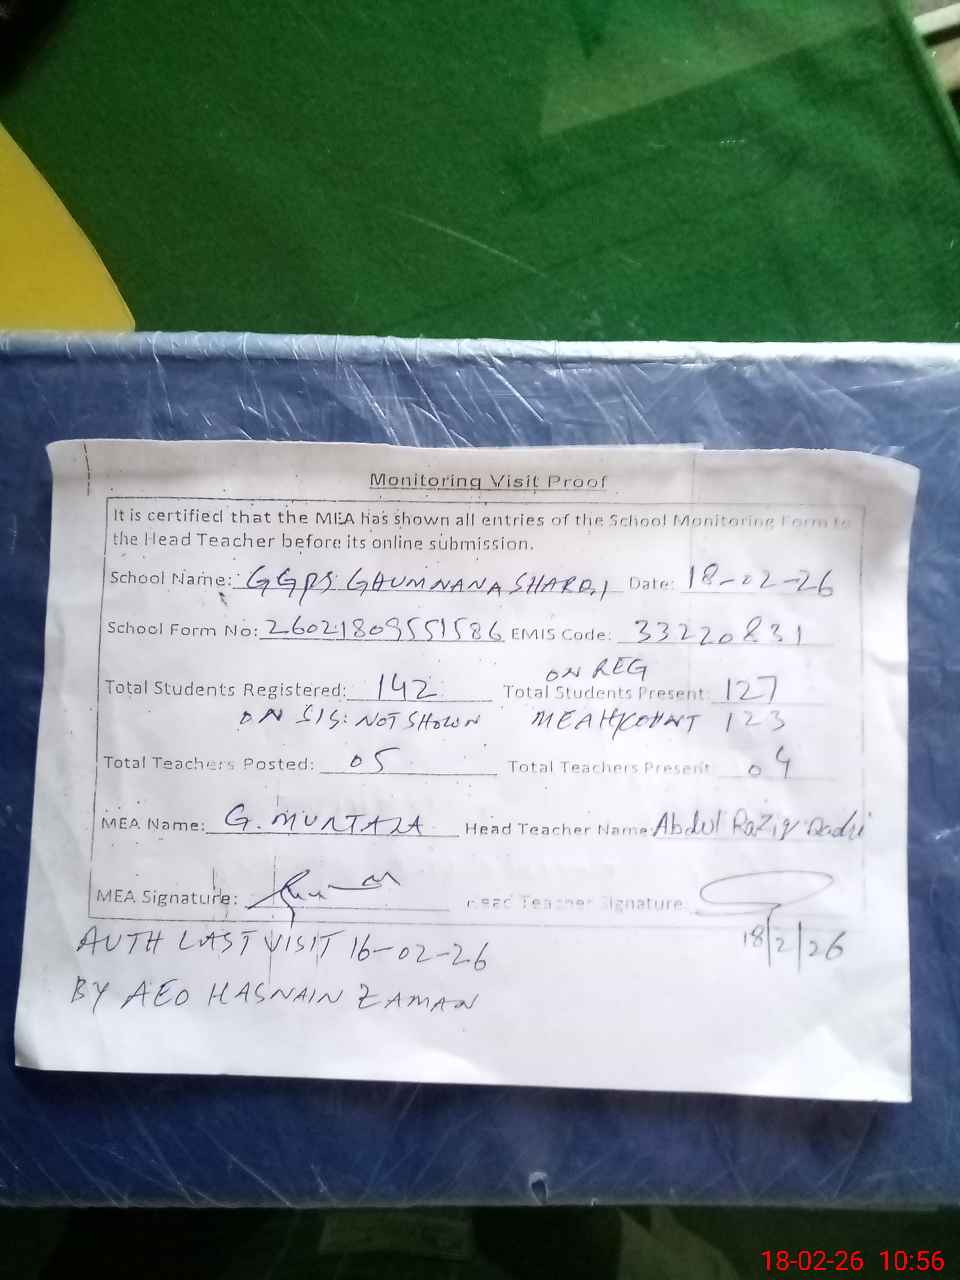 Monitoring Visit Proof
It is certified that the MEA has shown all entries of the School Monitoring Form to
the Head Teacher before its online submission.
School Name: GGPS GHUMNANA SHARQI Date: 18-02-26
School Form No: 26021809551586 EMIS Code: 33220831
ON REG
Total Students Registered: 142 Total Students Present: 127
ON SIS: NOT SHOWN MEA H/COUNT 123
Total Teachers Posted: 05 Total Teachers Present: 04
MEA Name: G. MURTAZA Head Teacher Name: Abdul Raziq
MEA Signature: Head Teacher Signature:
18/2/26
AUTH LAST VISIT 16-02-26
BY AEO HASNAIN ZAMAN
18-02-26 10:56